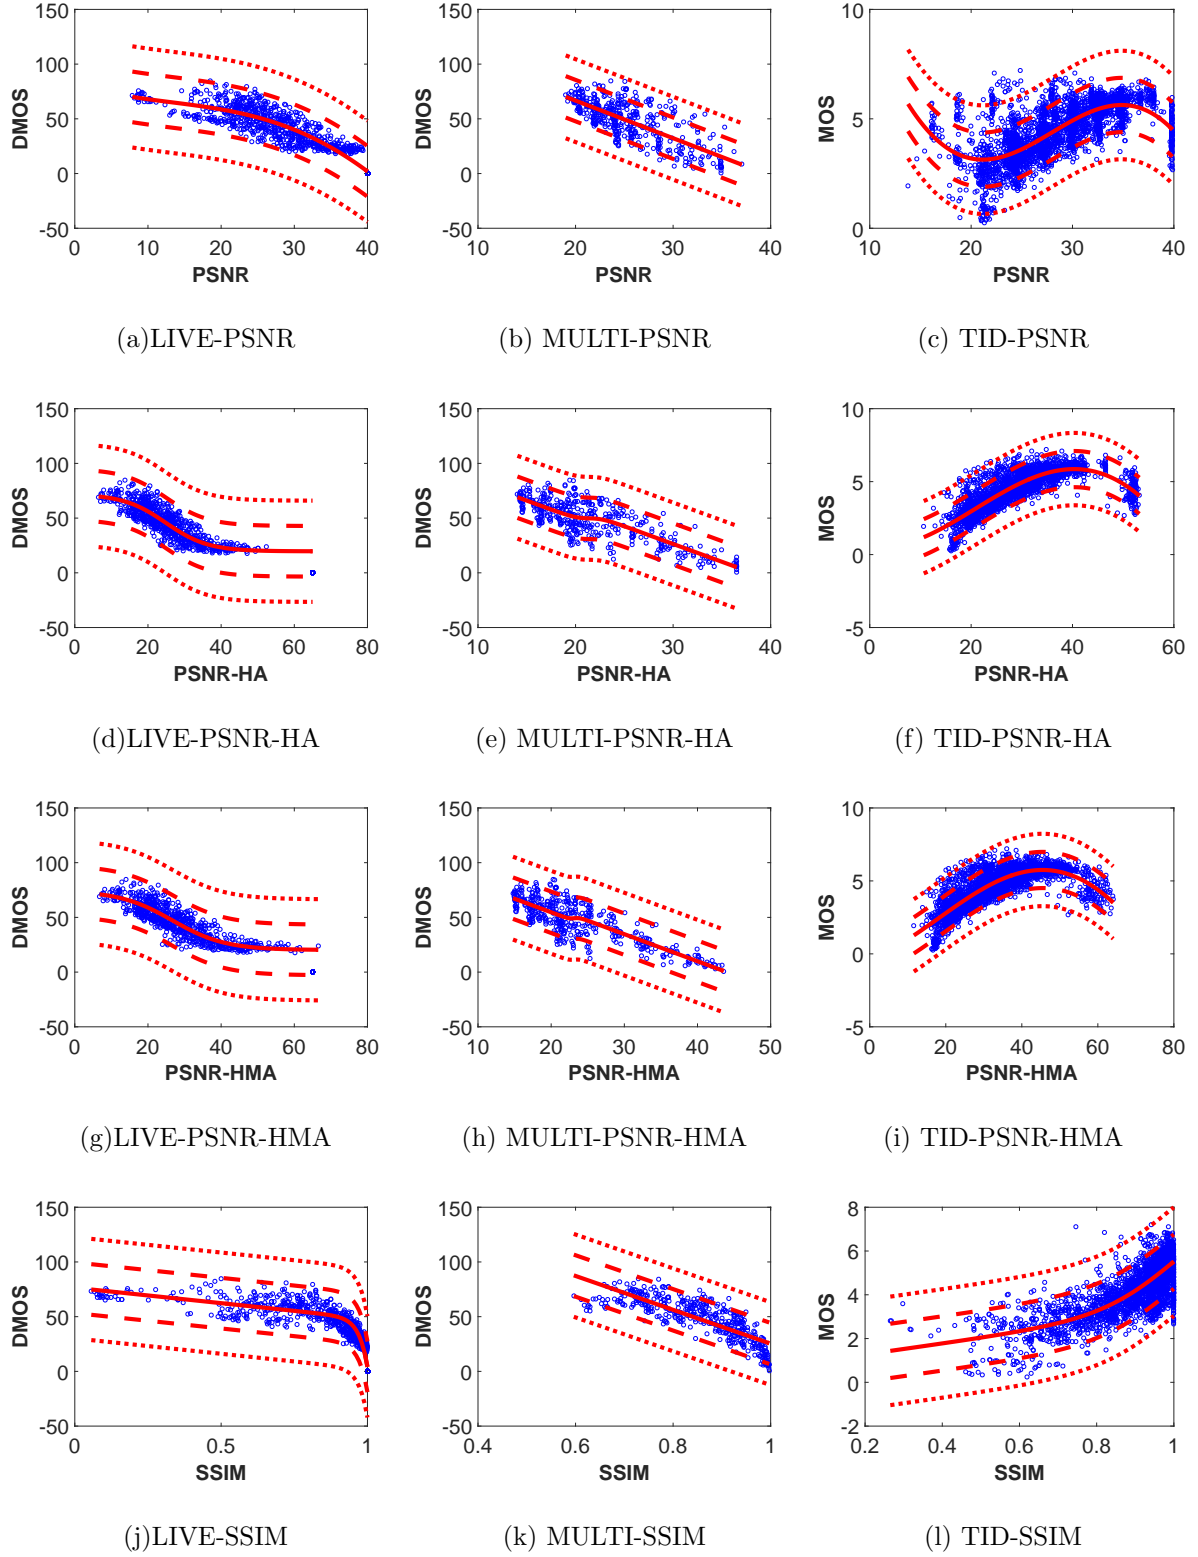 150
100
50
0
-50
DMOS
0 10 20 30 40
PSNR
150
100
50
0
-50
DMOS
10 20 30 40
PSNR
10
5
0
MOS
10 20 30 40
PSNR
(a)LIVE-PSNR
(b) MULTI-PSNR
(c) TID-PSNR
150
100
50
0
-50
DMOS
0 20 40 60 80
PSNR-HA
150
100
50
0
-50
DMOS
10 20 30 40
PSNR-HA
10
5
0
-5
MOS
0 20 40 60
PSNR-HA
(d)LIVE-PSNR-HA
(e) MULTI-PSNR-HA
(f) TID-PSNR-HA
150
100
50
0
-50
DMOS
0 20 40 60 80
PSNR-HMA
150
100
50
0
-50
DMOS
10 20 30 40 50
PSNR-HMA
10
5
0
-5
MOS
0 20 40 60 80
PSNR-HMA
(g)LIVE-PSNR-HMA
(h) MULTI-PSNR-HMA
(i) TID-PSNR-HMA
150
100
50
0
-50
DMOS
0 0.5 1
SSIM
150
100
50
0
-50
DMOS
0.4 0.6 0.8 1
SSIM
8
6
4
2
0
-2
MOS
0.2 0.4 0.6 0.8 1
SSIM
(j)LIVE-SSIM
(k) MULTI-SSIM
(l) TID-SSIM